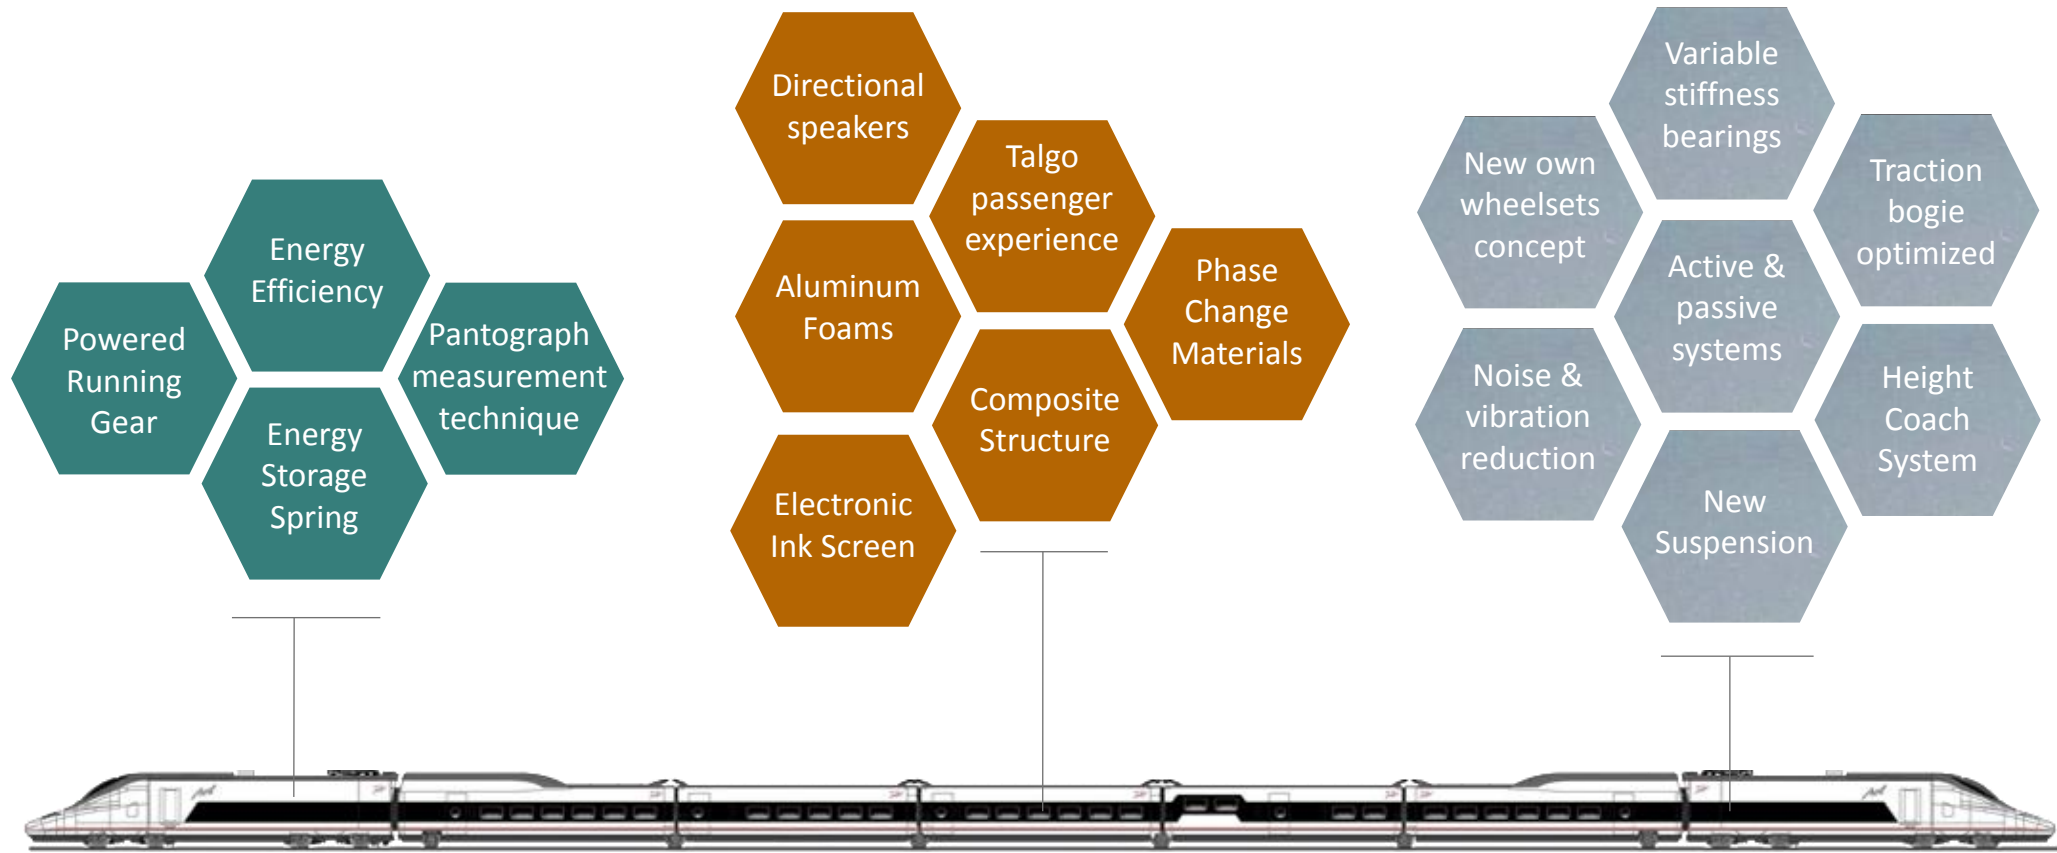 Energy
Efficiency
Powered
Running
Gear
Pantograph
measurement
technique
Energy
Storage
Spring
Directional
speakers
Talgo
passenger
experience
Aluminum
Foams
Phase
Change
Materials
Composite
Structure
Electronic
Ink Screen
Variable
stiffness
bearings
New own
wheelsets
concept
Traction
bogie
optimized
Active &
passive
systems
Noise &
vibration
reduction
Height
Coach
System
New
Suspension